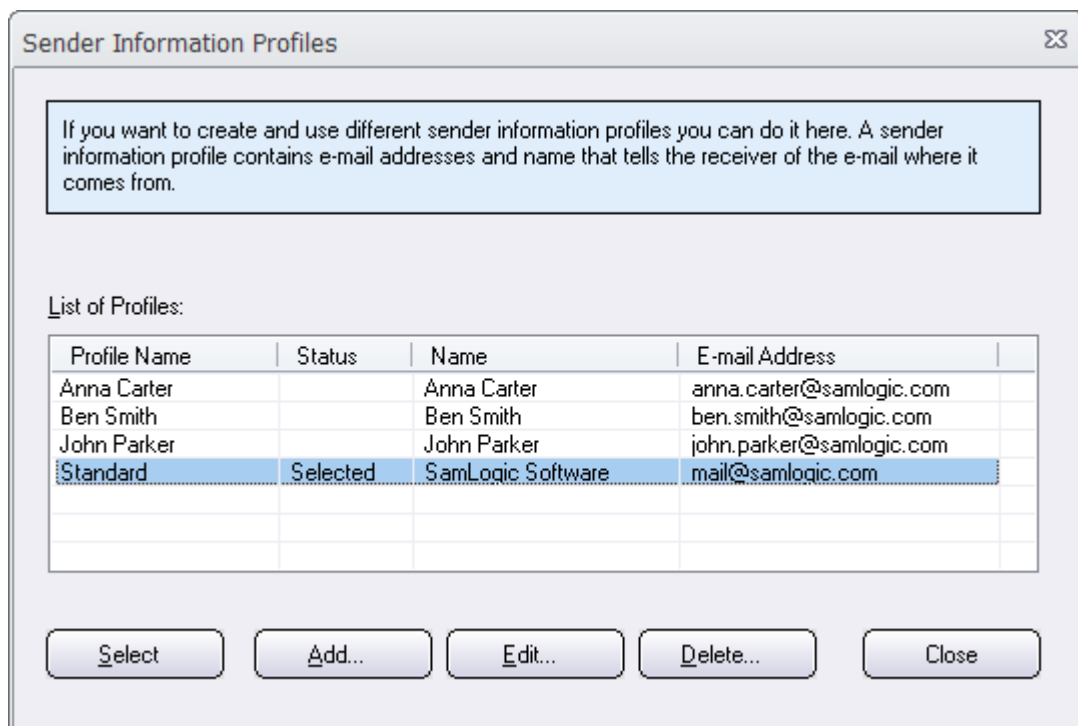 Sender Information Profiles
If you want to create and use different sender information profiles you can do it here. A sender
information profile contains e-mail addresses and name that tells the receiver of the e-mail where it
comes from.
List of Profiles:
Profile Name Status Name E-mail Address
Anna Carter Anna Carter anna.carter@samlogic.com
Ben Smith Ben Smith ben.smith@samlogic.com
John Parker John Parker john.parker@samlogic.com
Standard Selected SamLogic Software mail@samlogic.com
Select Add... Edit... Delete... Close